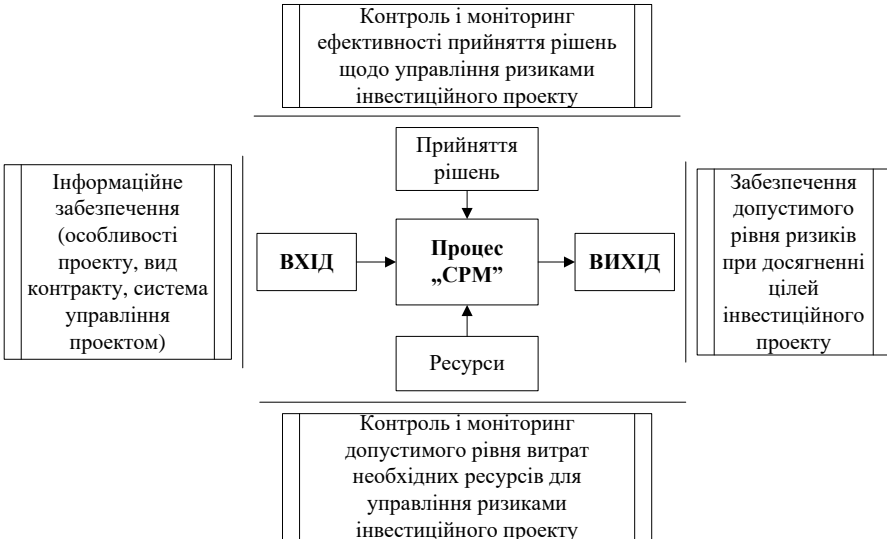 Контроль і моніторинг
ефективності прийняття рішень
щодо управління ризиками
інвестиційного проекту
Прийняття
рішень
Інформаційне
забезпечення
(особливості
проекту, вид
контракту, система
управління
проектом)
ВХІД
Процес
„СРМ”
ВИХІД
Забезпечення
допустимого
рівня ризиків
при досягненні
цілей
інвестиційного
проекту
Ресурси
Контроль і моніторинг
допустимого рівня витрат
необхідних ресурсів для
управління ризиками
інвестиційного проекту